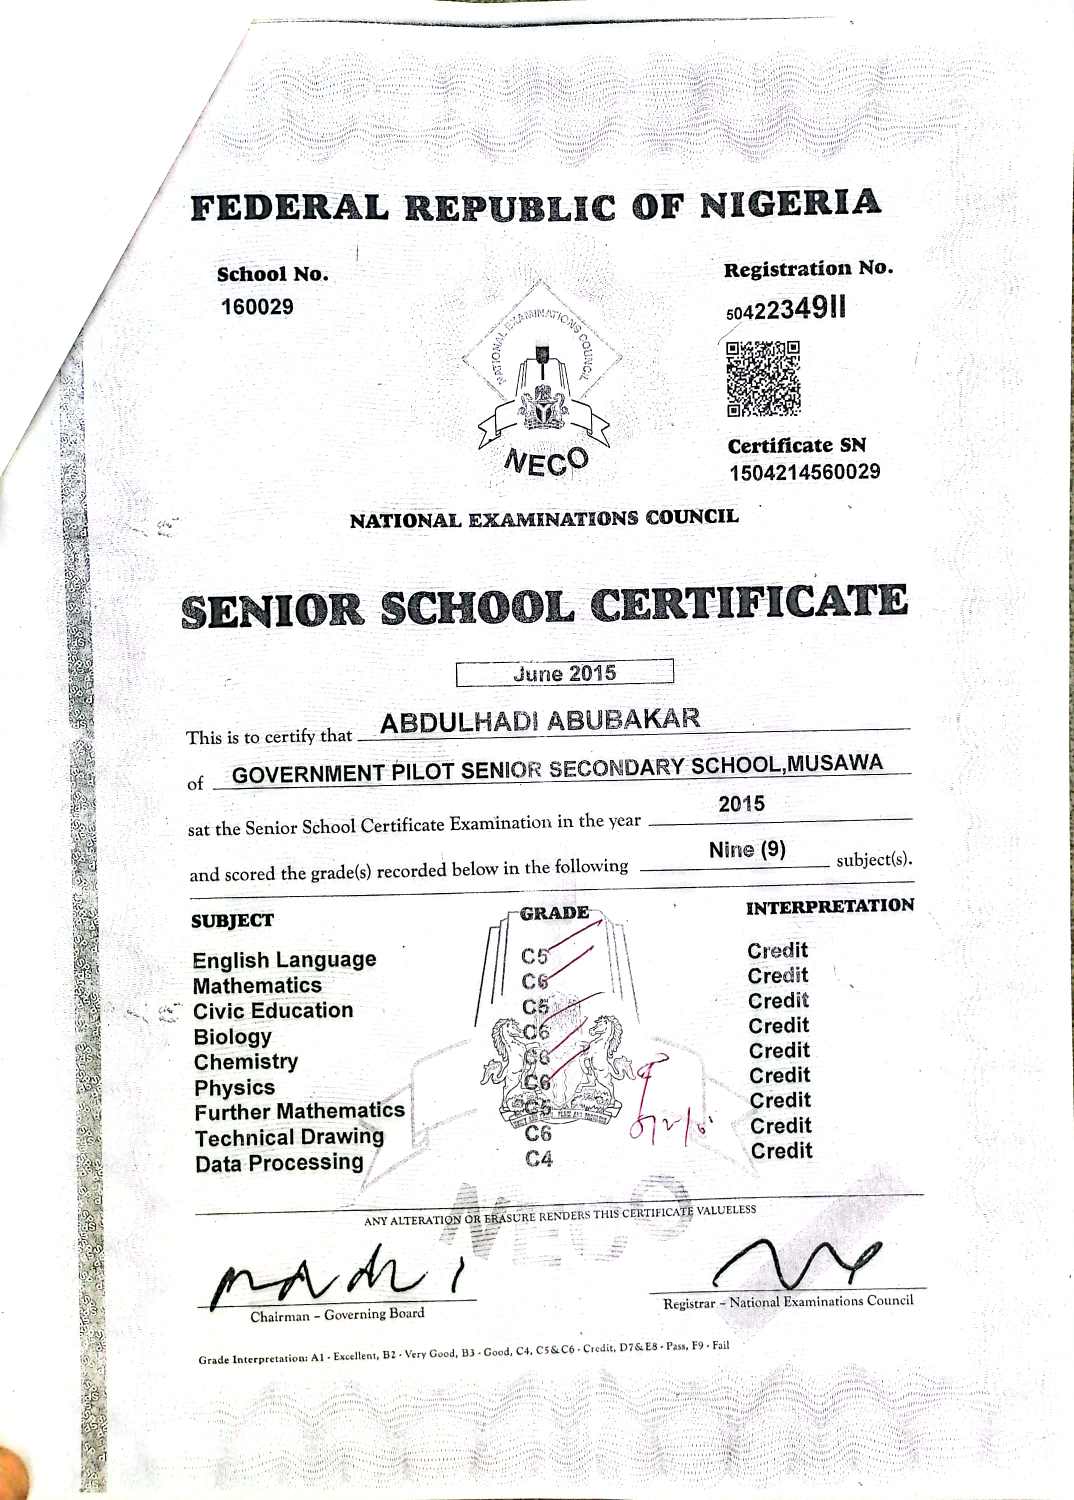 FEDERAL REPUBLIC OF NIGERIA
School No.
160029
Registration No.
5042234911
NATIONAL EXAMINATIONS COUNCIL
NECO
Certificate SN
1504214560029
NATIONAL EXAMINATIONS COUNCIL
SENIOR SCHOOL CERTIFICATE
June 2015
This is to certify that ABDULHADI ABUBAKAR
of GOVERNMENT PILOT SENIOR SECONDARY SCHOOL,MUSAWA
sat the Senior School Certificate Examination in the year 2015
and scored the grade(s) recorded below in the following Nine (9) subject(s).
SUBJECT GRADE INTERPRETATION
English Language C5 Credit
Mathematics C6 Credit
Civic Education C5 Credit
Biology C6 Credit
Chemistry C6 Credit
Physics C6 Credit
Further Mathematics C5 Credit
Technical Drawing C6 Credit
Data Processing C4 Credit
NECO
ANY ALTERATION OR ERASURE RENDERS THIS CERTIFICATE VALUELESS
Chairman – Governing Board
Registrar – National Examinations Council
Grade Interpretation: A1 - Excellent, B2 - Very Good, B3 - Good, C4, C5 & C6 - Credit, D7 & E8 - Pass, F9 - Fail